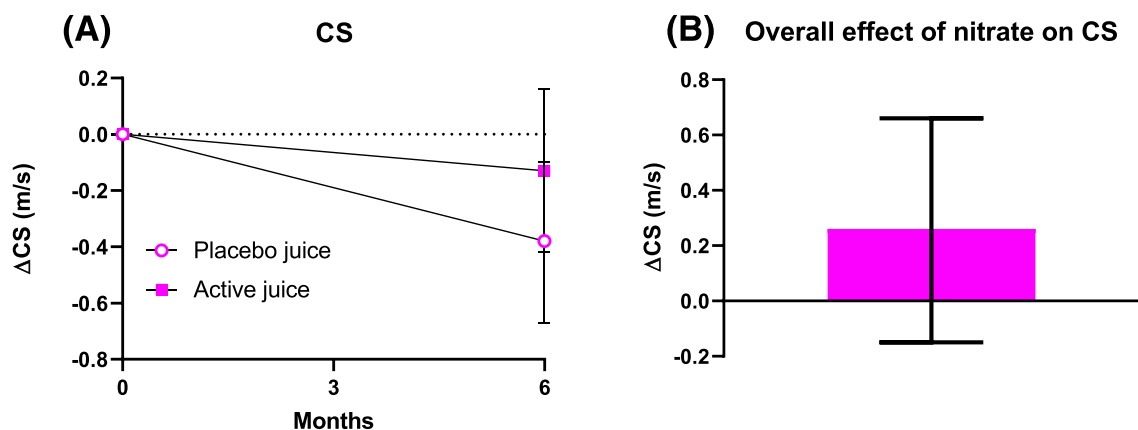 (A)
CS
0.2
0.0
-0.2
-0.4
-0.6
-0.8
ΔCS (m/s)
Placebo juice
Active juice
0
3
6
Months
(B)
Overall effect of nitrate on CS
0.8
0.6
0.4
0.2
0.0
-0.2
ΔCS (m/s)